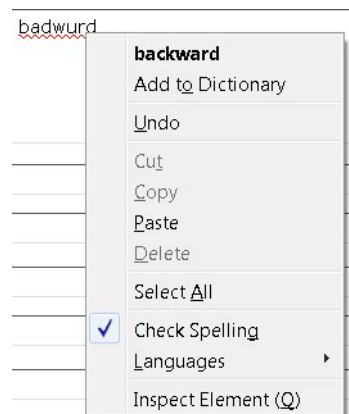 badwurd
backward
Add to Dictionary
Undo
Cut
Copy
Paste
Delete
Select All
Check Spelling
Languages
Inspect Element (Q)